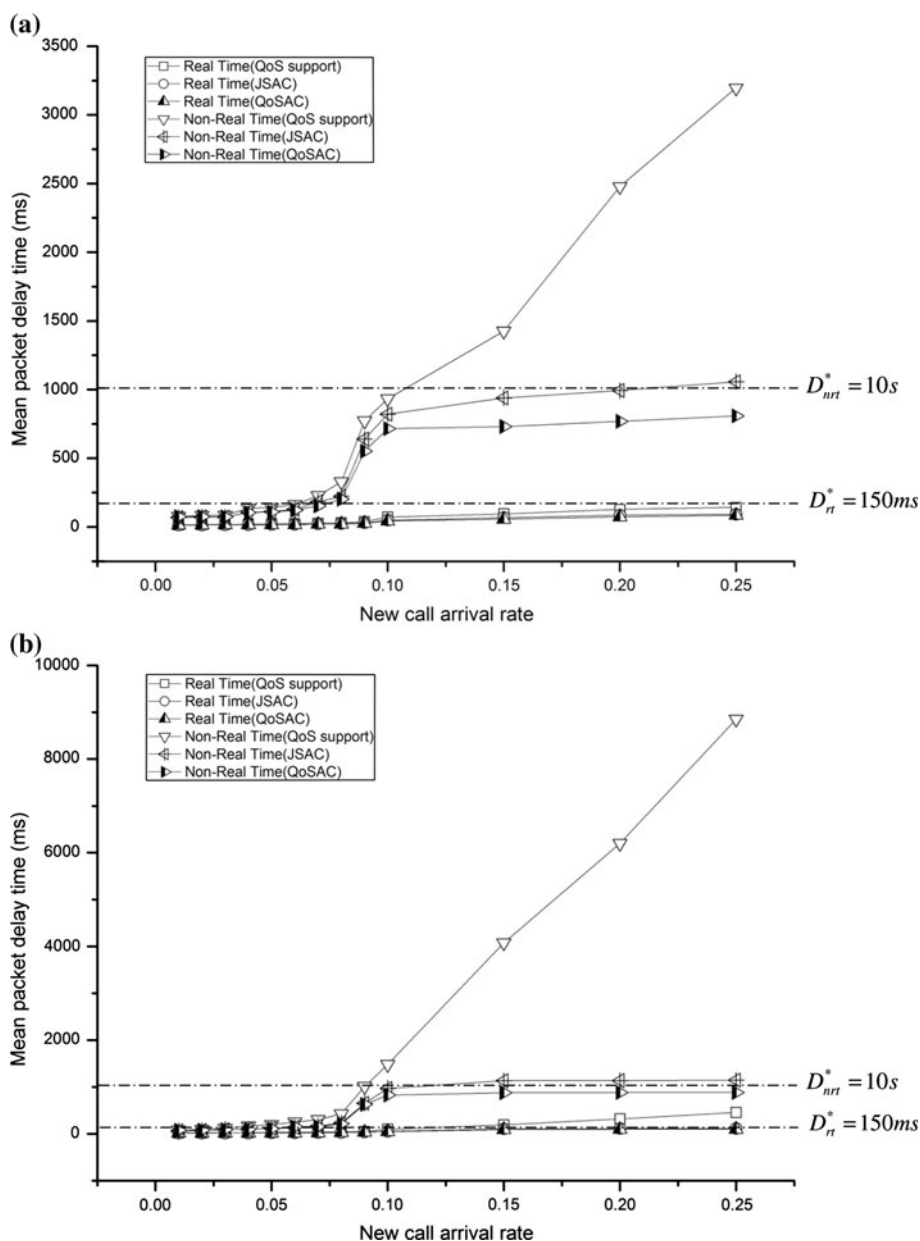 (a)
3500
3000
2500
2000
1500
1000
500
0
Mean packet delay time (ms)
Real Time(QoS support)
Real Time(JSAC)
Real Time(QoSAC)
Non-Real Time(QoS support)
Non-Real Time(JSAC)
Non-Real Time(QoSAC)
D*nrt = 10s
D*rt = 150ms
0.00 0.05 0.10 0.15 0.20 0.25
New call arrival rate
(b)
10000
8000
6000
4000
2000
0
Mean packet delay time (ms)
Real Time(QoS support)
Real Time(JSAC)
Real Time(QoSAC)
Non-Real Time(QoS support)
Non-Real Time(JSAC)
Non-Real Time(QoSAC)
D*nrt = 10s
D*rt = 150ms
0.00 0.05 0.10 0.15 0.20 0.25
New call arrival rate